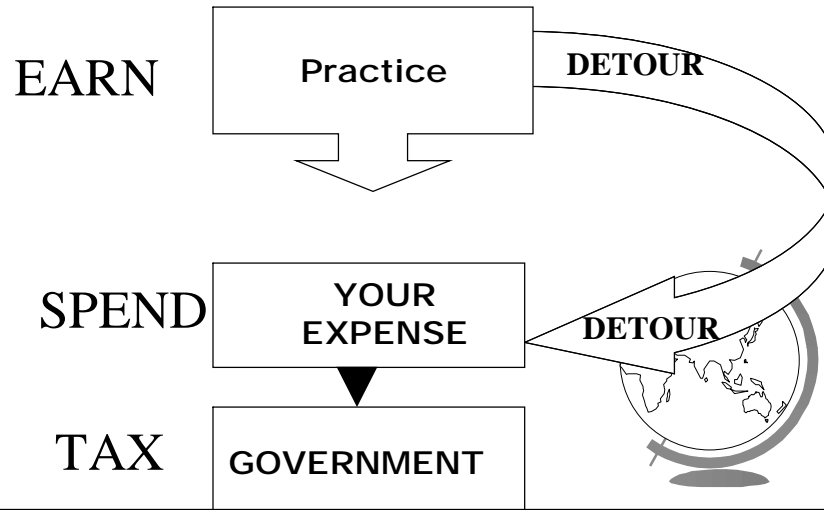 EARN
Practice
DETOUR
SPEND
YOUR
EXPENSE
DETOUR
TAX
GOVERNMENT